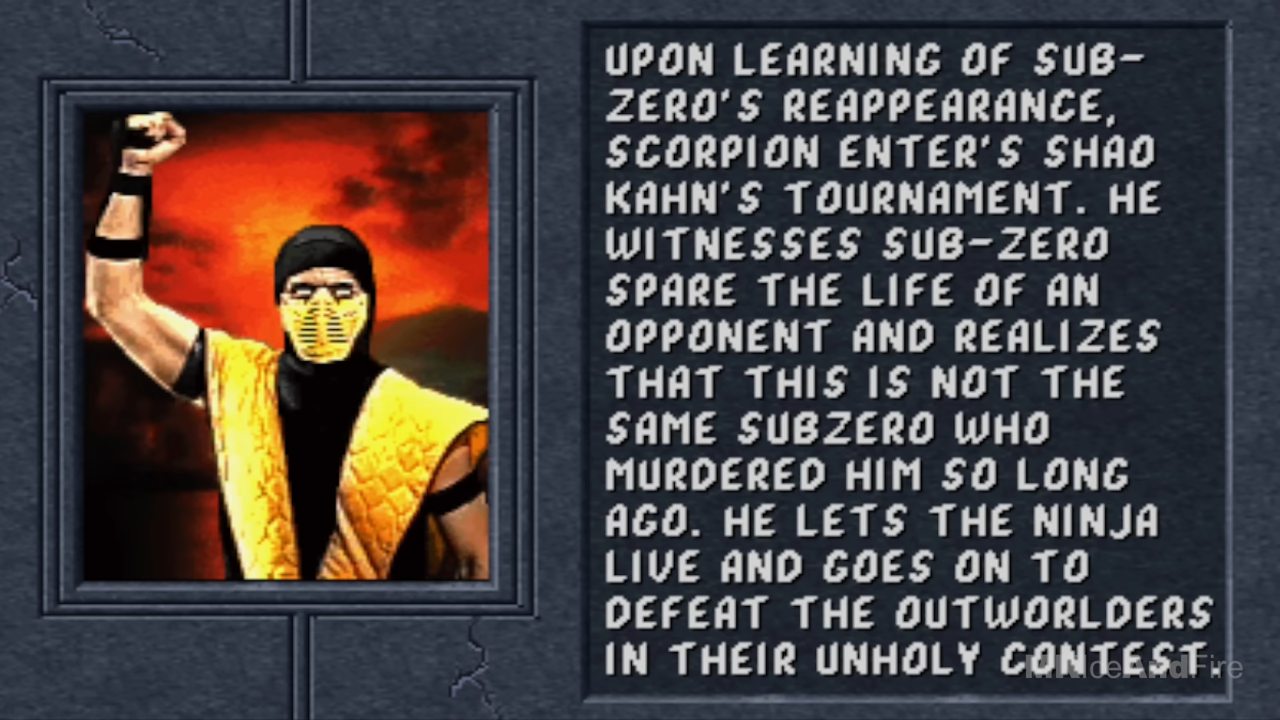 UPON LEARNING OF SUB-
ZERO'S REAPPEARANCE,
SCORPION ENTER'S SHAO
KAHN'S TOURNAMENT. HE
WITNESSES SUB-ZERO
SPARE THE LIFE OF AN
OPPONENT AND REALIZES
THAT THIS IS NOT THE
SAME SUBZERO WHO
MURDERED HIM SO LONG
AGO. HE LETS THE NINJA
LIVE AND GOES ON TO
DEFEAT THE OUTWORLDERS
IN THEIR UNHOLY CONTEST.
MKIceAndFire